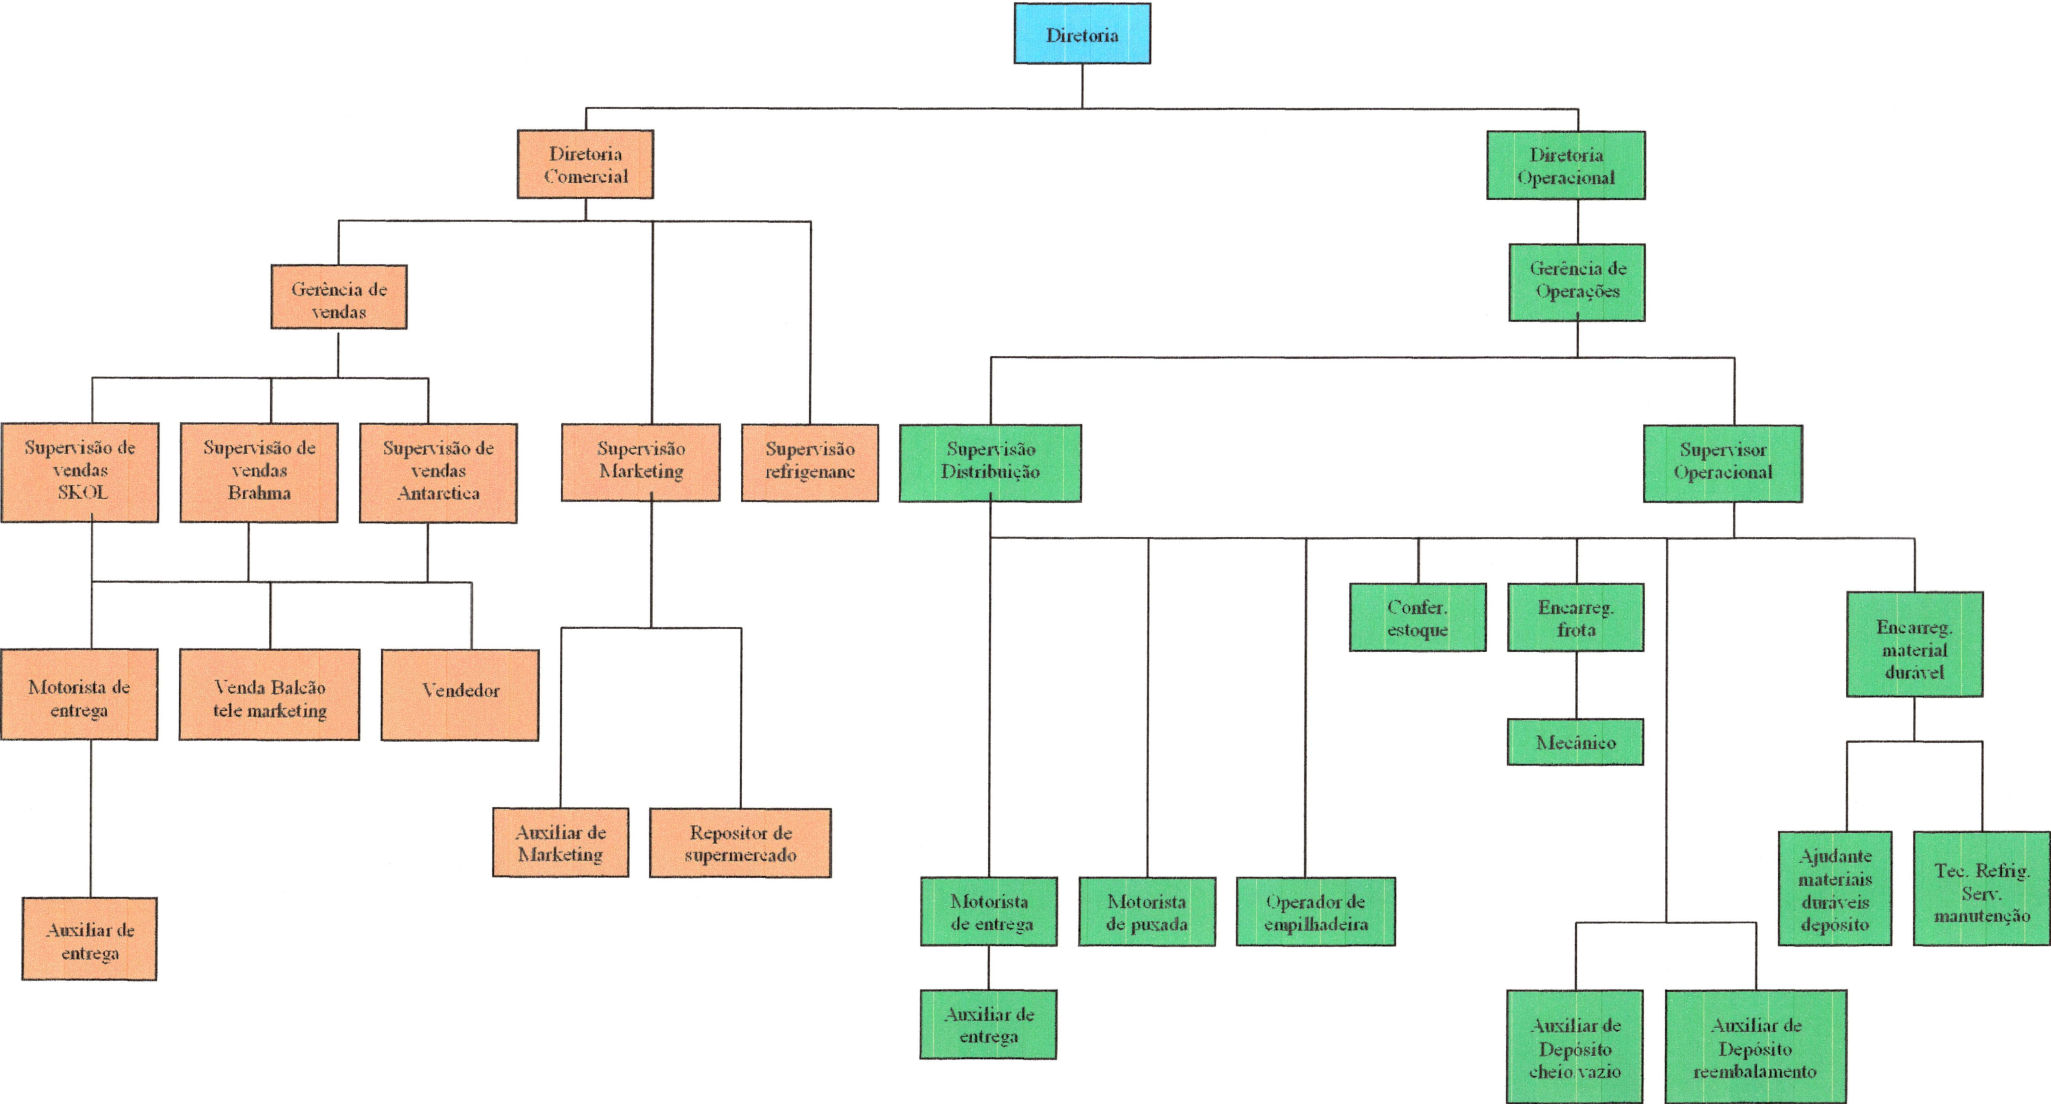 Diretoria
Diretoria
Comercial
Diretoria
Operacional
Gerência de
vendas
Gerência de
Operações
Supervisão de
vendas
SKOL
Supervisão de
vendas
Brahma
Supervisão de
vendas
Antarctica
Supervisão
Marketing
Supervisão
refrigenanc
Supervisão
Distribuição
Supervisor
Operacional
Confer.
estoque
Encarreg.
frota
Encarreg.
material
durável
Motorista de
entrega
Venda Balcão
tele marketing
Vendedor
Mecânico
Auxiliar de
Marketing
Repositor de
supermercado
Ajudante
materiais
duráveis
depósito
Tec. Refrig.
Serv.
manutenção
Motorista
de entrega
Motorista
de puxada
Operador de
empilhadeira
Auxiliar de
entrega
Auxiliar de
entrega
Auxiliar de
Depósito
cheio vazio
Auxiliar de
Depósito
reembalamento